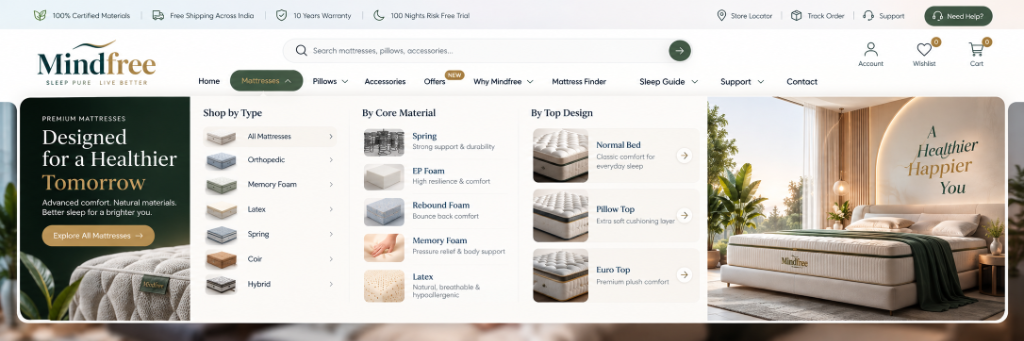 100% Certified Materials
Free Shipping Across India
10 Years Warranty
100 Nights Risk Free Trial
Store Locator
Track Order
Support
Need Help?
Mindfree
SLEEP PURE LIVE BETTER
Search mattresses, pillows, accessories...
Account
0
Wishlist
0
Cart
Home
Mattresses
Pillows
Accessories
Offers
NEW
Why Mindfree
Mattress Finder
Sleep Guide
Support
Contact
PREMIUM MATTRESSES
Designed
for a Healthier
Tomorrow
Advanced comfort. Natural materials.
Better sleep for a brighter you.
Explore All Mattresses
Mindfree
Shop by Type
All Mattresses
Orthopedic
Memory Foam
Latex
Spring
Coir
Hybrid
By Core Material
Spring
Strong support & durability
EP Foam
High resilience & comfort
Rebound Foam
Bounce back comfort
Memory Foam
Pressure relief & body support
Latex
Natural, breathable &
hypoallergenic
By Top Design
Normal Bed
Classic comfort for
everyday sleep
Pillow Top
Extra soft cushioning layer
Euro Top
Premium plush comfort
A
Healthier
Happier
You
Mindfree